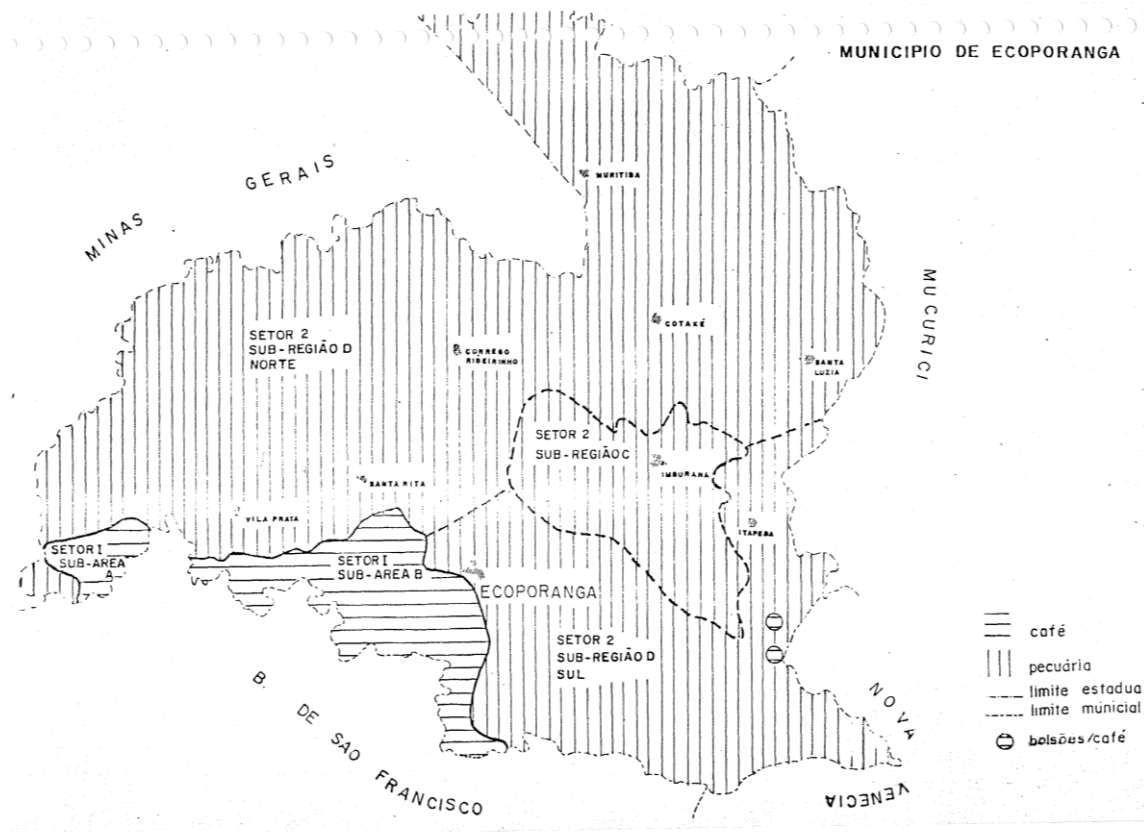 MUNICIPIO DE ECOPORANGA
MINAS GERAIS
MURITIBA
MUCURICI
COTAXÉ
SETOR 2
SUB-REGIÃO D
NORTE
CORREGO
RIBEIRINHO
SANTA
LUZIA
SETOR 2
SUB-REGIÃO C
IMBURANA
SANTA RITA
VILA PRATA
ITAPEBA
SETOR I
SUB-AREA
A
SETOR I
SUB-AREA B
ECOPORANGA
SETOR 2
SUB-REGIÃO D
SUL
B. DE SAO FRANCISCO
NOVA
VENECIA
café
pecuária
limite estadua
limite municial
bolsões/café